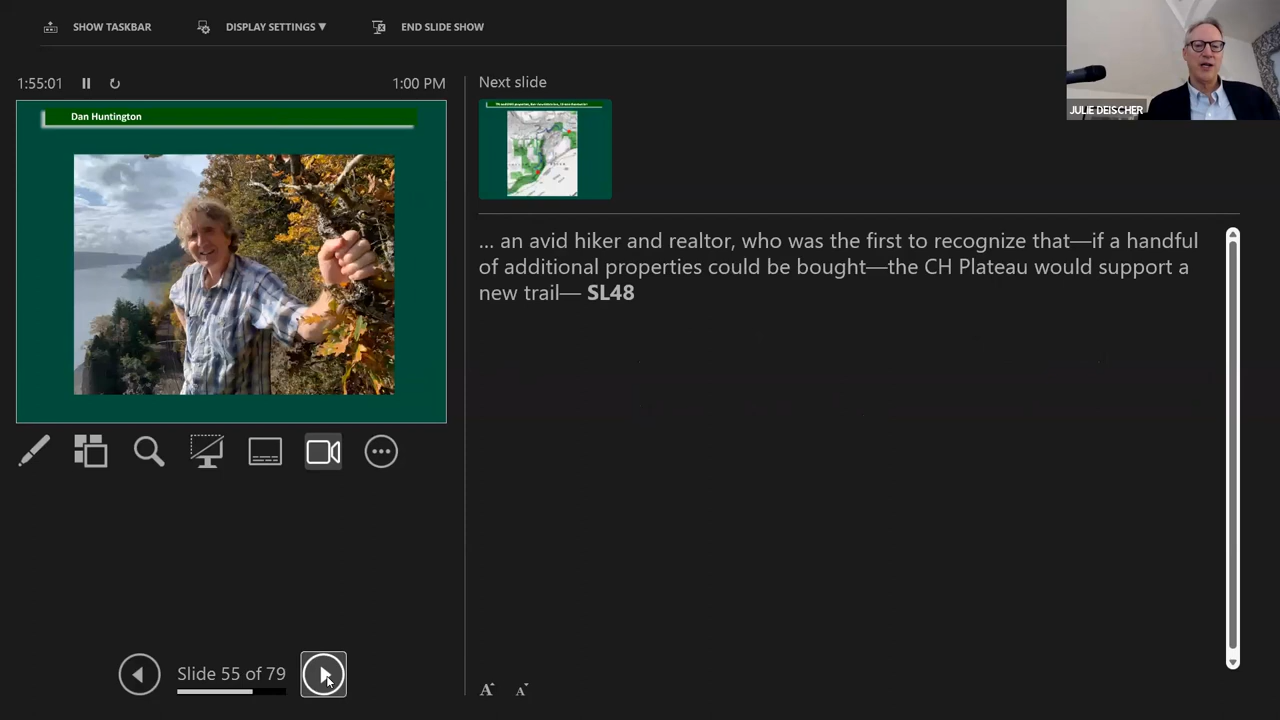 SHOW TASKBAR
DISPLAY SETTINGS ▼
END SLIDE SHOW
JULIE DEISCHER
1:55:01
1:00 PM
Dan Huntington
Next slide
... an avid hiker and realtor, who was the first to recognize that—if a handful
of additional properties could be bought—the CH Plateau would support a
new trail— SL48
Slide 55 of 79
A A